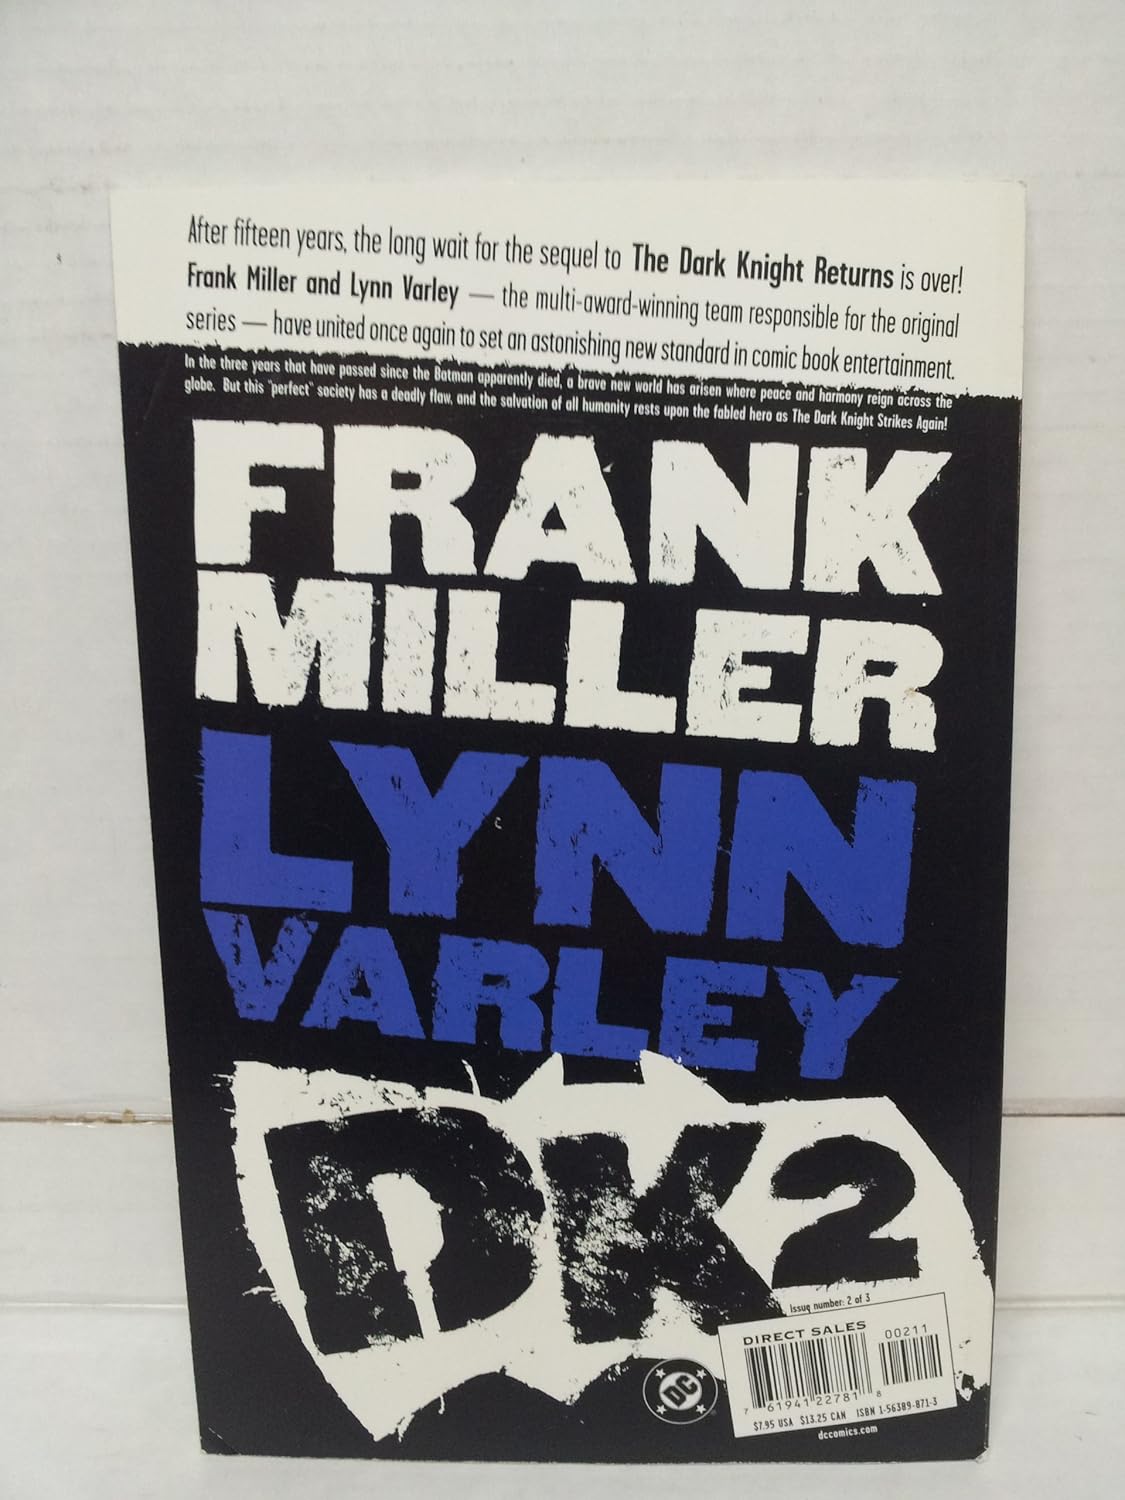 After fifteen years, the long wait for the sequel to The Dark Knight Returns is over!
Frank Miller and Lynn Varley — the multi-award-winning team responsible for the original
series — have united once again to set an astonishing new standard in comic book entertainment.
In the three years that have passed since the Batman apparently died, a brave new world has arisen where peace and harmony reign across the
globe. But this "perfect" society has a deadly flaw, and the salvation of all humanity rests upon the fabled hero as The Dark Knight Strikes Again!
FRANK
MILLER
LYNN
VARLEY
DK2
Issue number: 2 of 3
DIRECT SALES
00211
7 61941 22781 8
$7.95 USA $13.25 CAN ISBN 1-56389-871-3
dccomics.com
DC